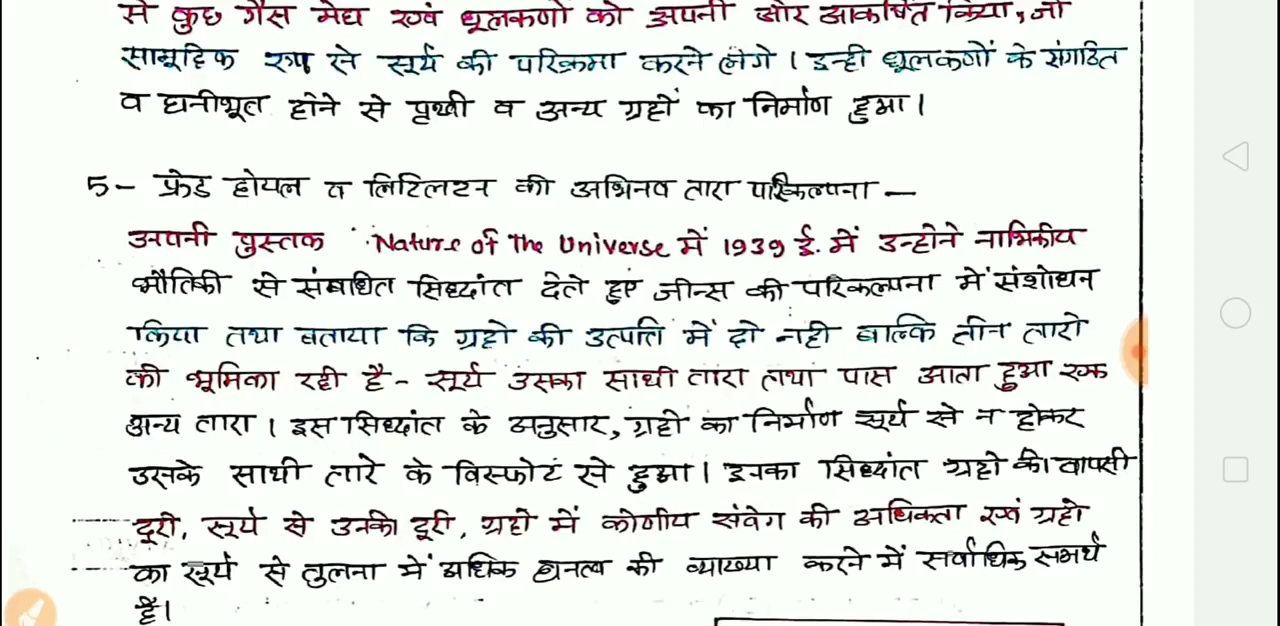 से कुछ गैस मेघ एवं धूलकणों को अपनी ओर आकर्षित किया, जो
सामूहिक रूप से सूर्य की परिक्रमा करने लगे । इन्ही धूलकणों के संगठित
व घनीभूत होने से पृथ्वी व अन्य ग्रहों का निर्माण हुआ ।
5- फ्रेड होयल व लिटिलटन की अभिनव तारा परिकल्पना –
अपनी पुस्तक Nature of The Universe में 1939 ई. में उन्होने नाभिकीय
भौतिकी से संबधित सिध्दांत देते हुए जीन्स की परिकल्पना में संशोधन
किया तथा बताया कि ग्रहो की उत्पत्ति में दो नही बल्कि तीन तारो
की भूमिका रही है - सूर्य उसका साथी तारा तथा पास आता हुआ एक
अन्य तारा । इस सिध्दांत के अनुसार, ग्रहो का निर्माण सूर्य से न होकर
उसके साथी तारे के विस्फोट से हुआ । इनका सिध्दांत ग्रहो की वापसी
दूरी, सूर्य से उनकी दूरी, ग्रहो में कोणीय संवेग की अधिकता एवं ग्रहो
का सूर्य से तुलना में अधिक घनत्व की व्याख्या करने में सर्वाधिक समर्थ
है।